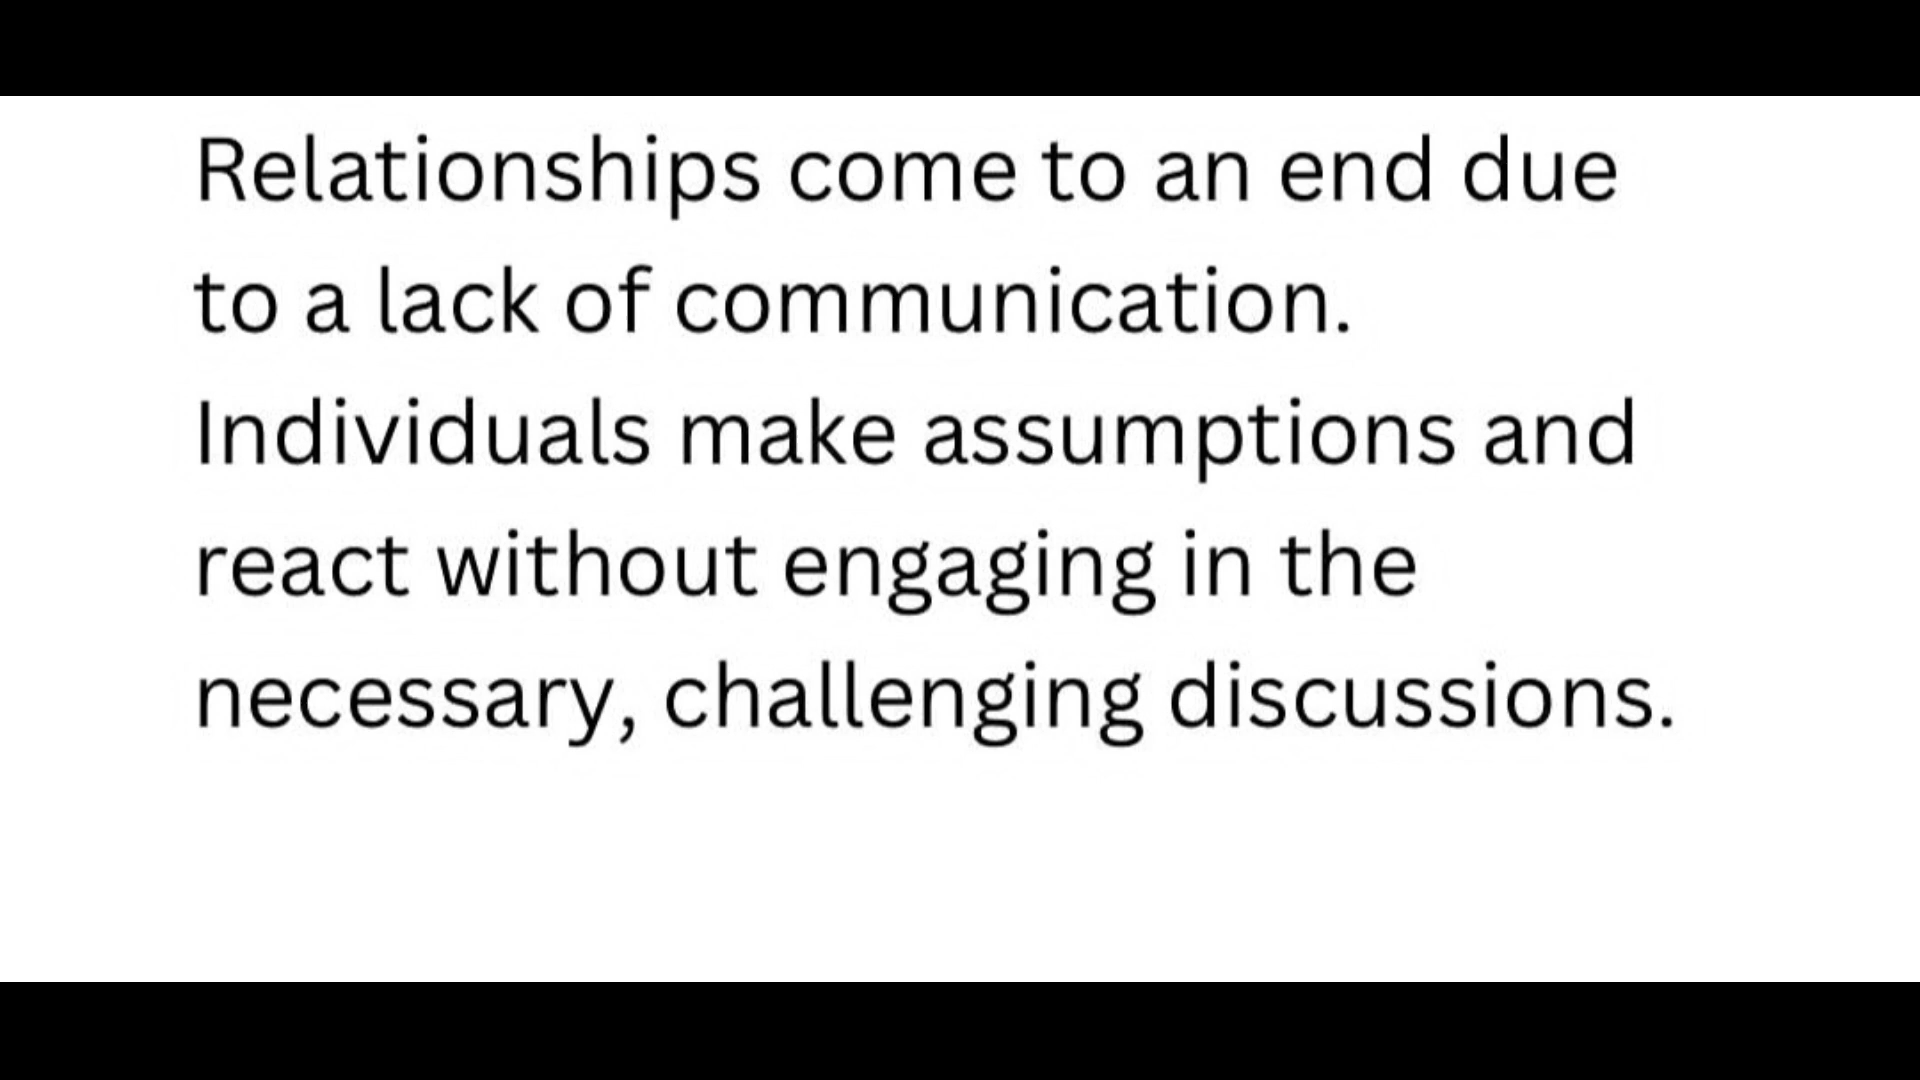 Relationships come to an end due
to a lack of communication.
Individuals make assumptions and
react without engaging in the
necessary, challenging discussions.